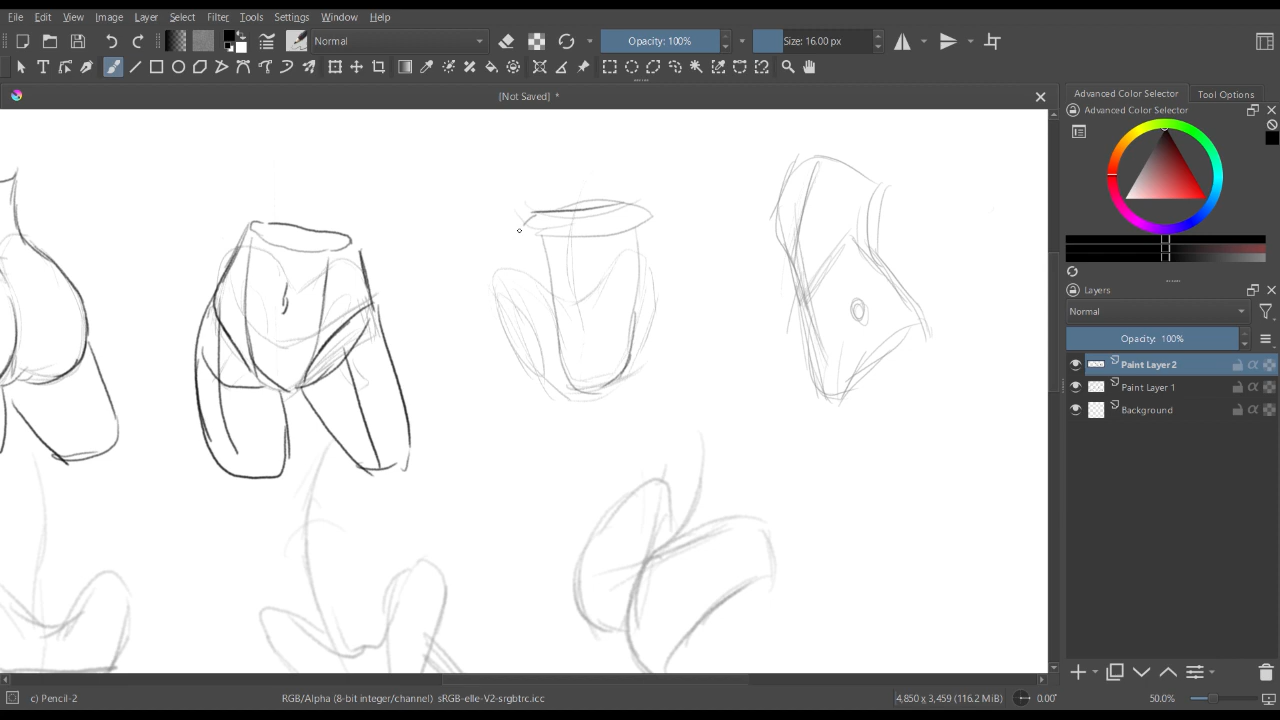 File Edit View Image Layer Select Filter Tools Settings Window Help
Normal Opacity: 100% Size: 16.00 px
[Not Saved] *
Advanced Color Selector Tool Options
Advanced Color Selector
Layers
Normal
Opacity: 100%
Paint Layer 2
Paint Layer 1
Background
c) Pencil-2 RGB/Alpha (8-bit integer/channel) sRGB-elle-V2-srgbtrc.icc 4,850 x 3,459 (116.2 MiB) 0.00° 50.0%